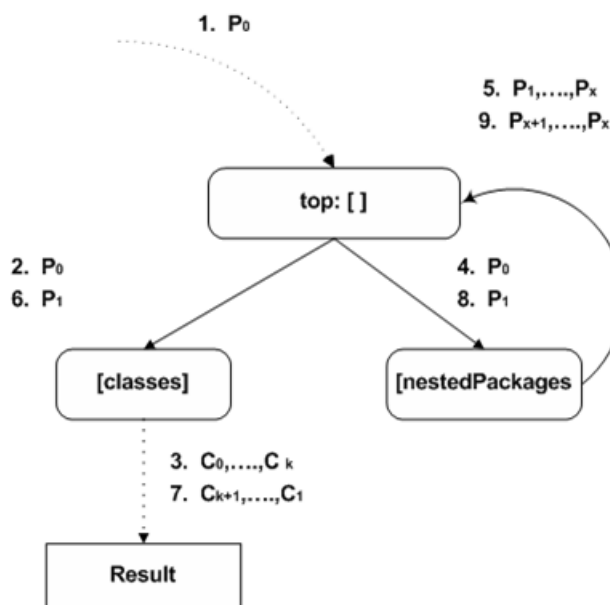 1. P₀
5. P₁,....,Pₓ
9. Pₓ₊₁,....,Pₓ
top: [ ]
2. P₀
6. P₁
4. P₀
8. P₁
[classes]
[nestedPackages
3. C₀,....,C ₖ
7. Cₖ₊₁,....,C₁
Result